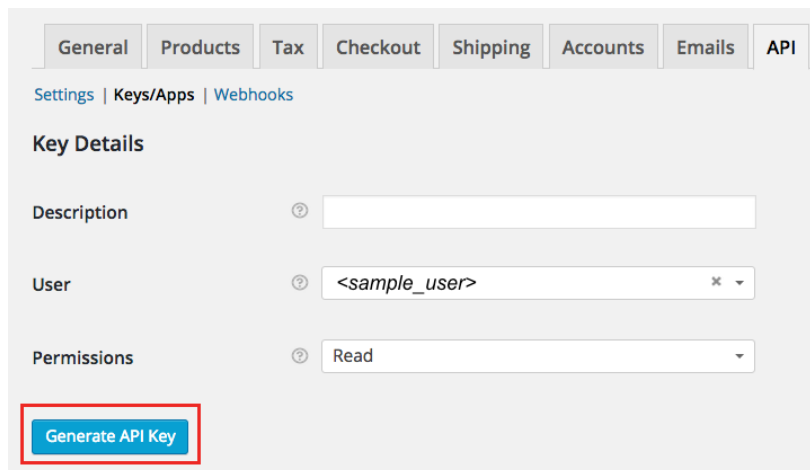 General Products Tax Checkout Shipping Accounts Emails API
Settings | Keys/Apps | Webhooks
Key Details
Description ?
User ? <sample_user> × 
Permissions ? Read
Generate API Key